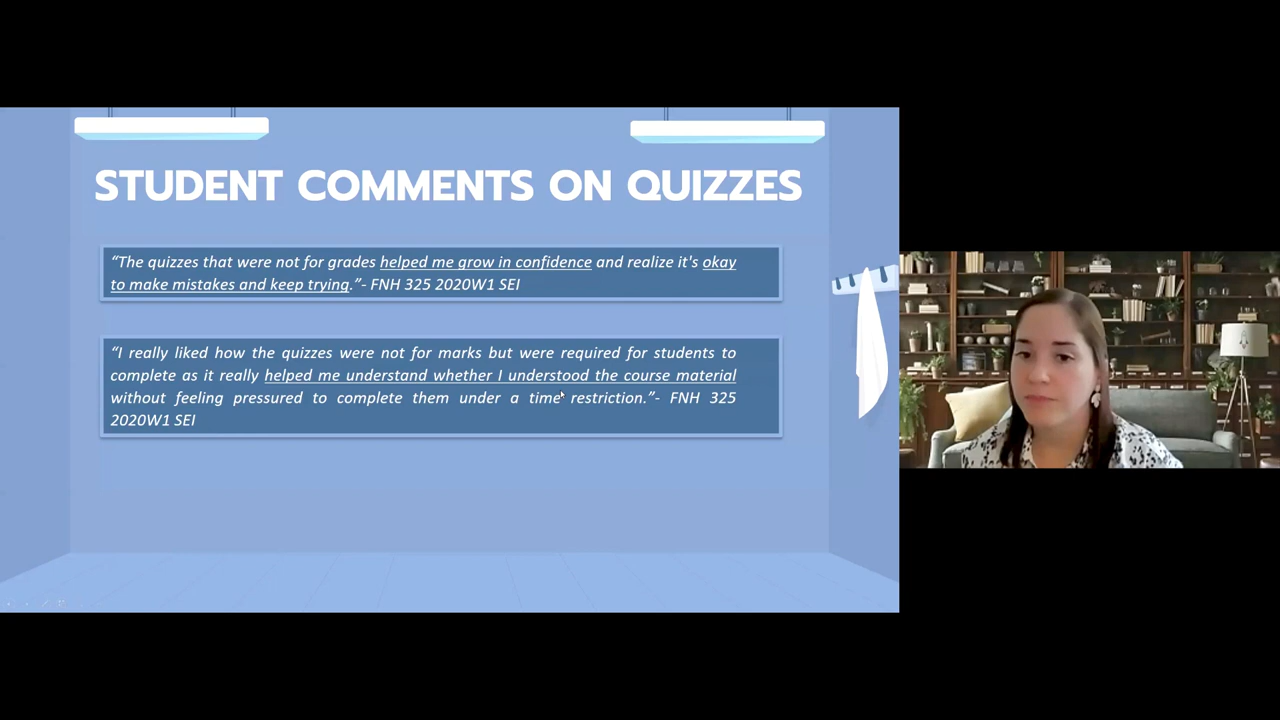 STUDENT COMMENTS ON QUIZZES
“The quizzes that were not for grades helped me grow in confidence and realize it's okay
to make mistakes and keep trying.”- FNH 325 2020W1 SEI
“I really liked how the quizzes were not for marks but were required for students to
complete as it really helped me understand whether I understood the course material
without feeling pressured to complete them under a time restriction.”- FNH 325
2020W1 SEI